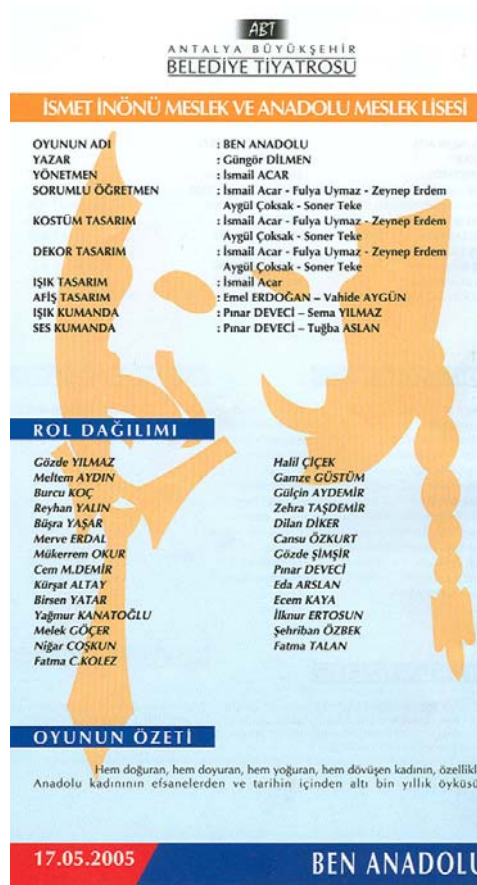 ABT
ANTALYA BÜYÜKŞEHİR
BELEDİYE TİYATROSU
İSMET İNÖNÜ MESLEK VE ANADOLU MESLEK LİSESİ
OYUNUN ADI : BEN ANADOLU
YAZAR : Güngör DİLMEN
YÖNETMEN : İsmail ACAR
SORUMLU ÖĞRETMEN : İsmail Acar - Fulya Uymaz - Zeynep Erdem
Aygül Çoksak - Soner Teke
KOSTÜM TASARIM : İsmail Acar - Fulya Uymaz - Zeynep Erdem
Aygül Çoksak - Soner Teke
DEKOR TASARIM : İsmail Acar - Fulya Uymaz - Zeynep Erdem
Aygül Çoksak - Soner Teke
IŞIK TASARIM : İsmail Acar
AFİŞ TASARIM : Emel ERDOĞAN – Vahide AYGÜN
IŞIK KUMANDA : Pınar DEVECİ – Sema YILMAZ
SES KUMANDA : Pınar DEVECİ – Tuğba ASLAN
ROL DAĞILIMI
Gözde YILMAZ
Meltem AYDIN
Burcu KOÇ
Reyhan YALIN
Büşra YAŞAR
Merve ERDAL
Mükerrem OKUR
Cem M.DEMİR
Kürşat ALTAY
Birsen YATAR
Yağmur KANATOĞLU
Melek GÖÇER
Niğar COŞKUN
Fatma C.KOLEZ
Halil ÇİÇEK
Gamze GÜSTÜM
Gülçin AYDEMİR
Zehra TAŞDEMİR
Dilan DİKER
Cansu ÖZKURT
Gözde ŞİMŞİR
Pınar DEVECİ
Eda ARSLAN
Ecem KAYA
İlknur ERTOSUN
Şehriban ÖZBEK
Fatma TALAN
OYUNUN ÖZETİ
Hem doğuran, hem doyuran, hem yoğuran, hem dövüşen kadının, özellikl
Anadolu kadınının efsanelerden ve tarihin içinden altı bin yıllık öyküsü
17.05.2005
BEN ANADOLU